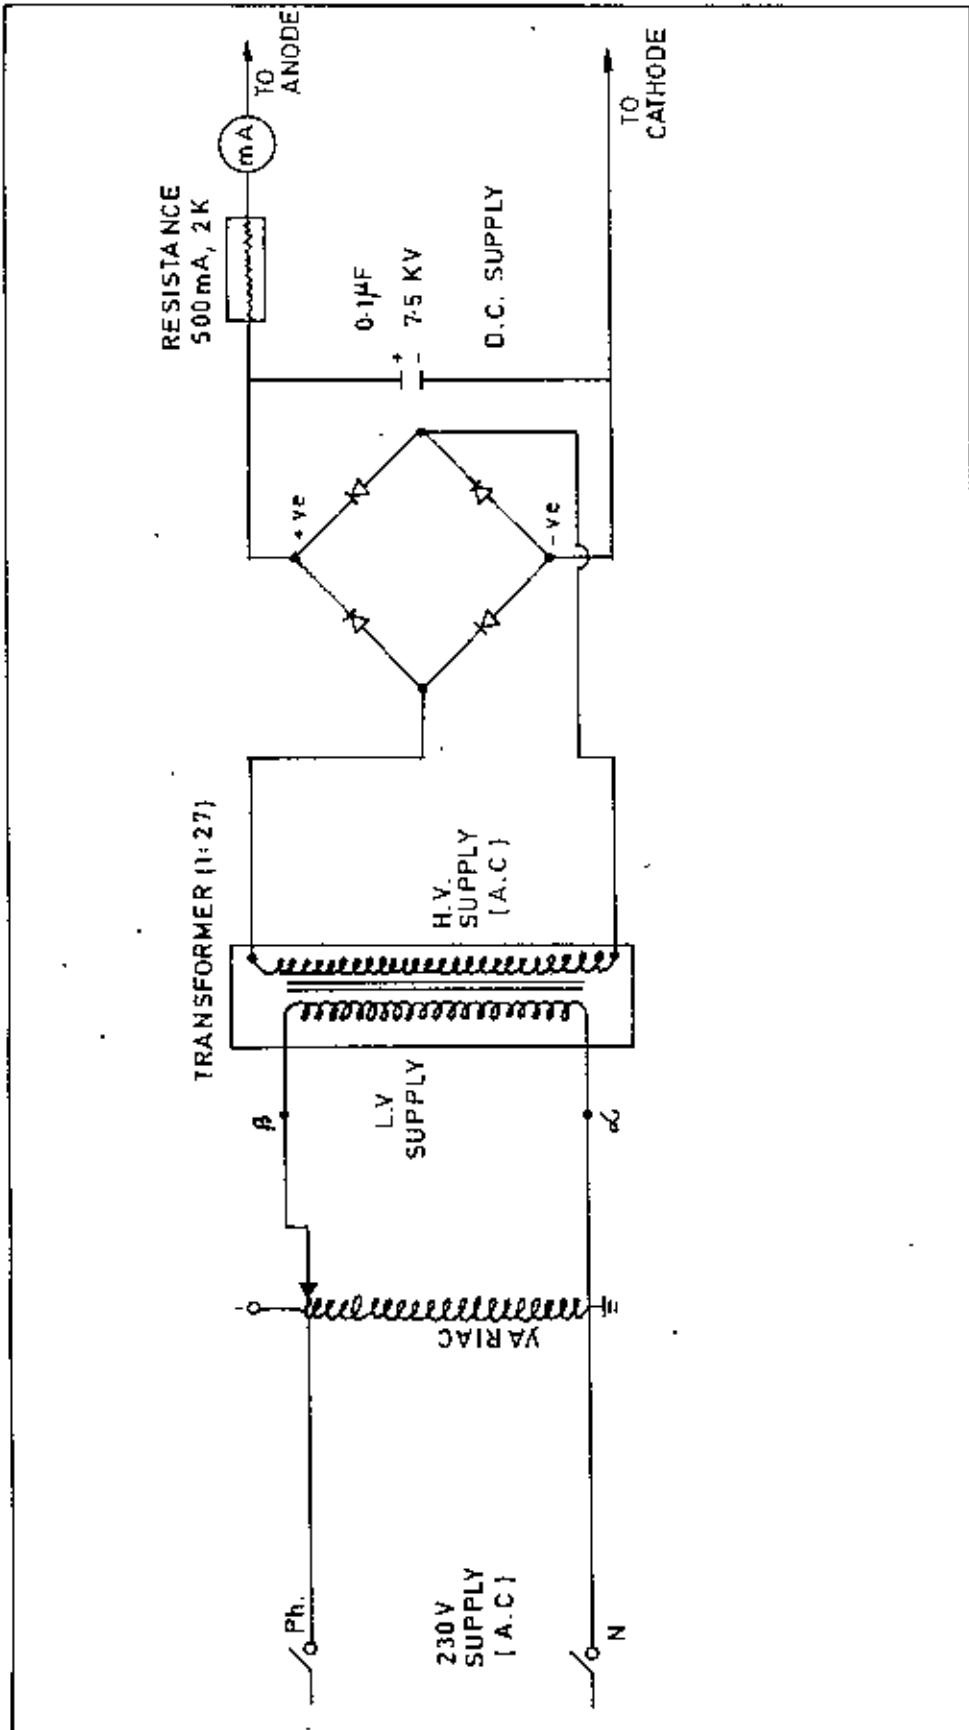 230V
SUPPLY
[A.C]
Ph.
N
VARIAC
β
L.V
SUPPLY
TRANSFORMER (1:27)
H.V.
SUPPLY
[A.C]
+ve
-ve
RESISTANCE
500mA, 2K
+
-
0.1µF
7.5 KV
D.C. SUPPLY
mA
TO
ANODE
TO
CATHODE